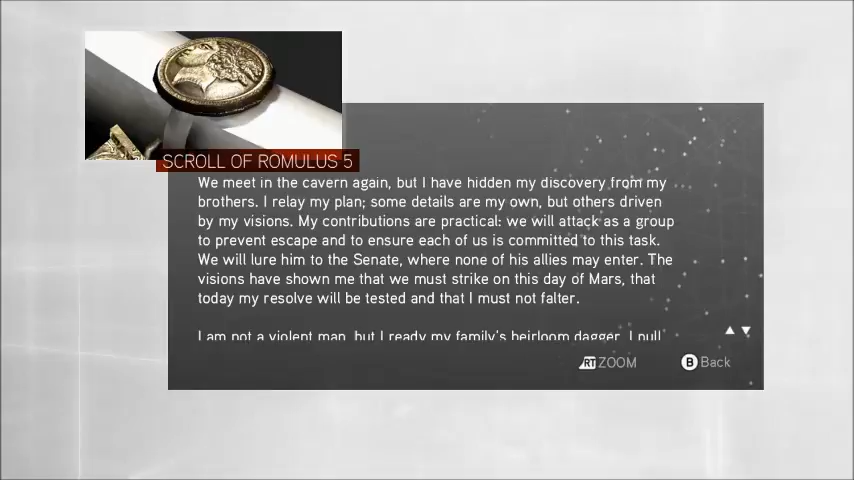 SCROLL OF ROMULUS 5
We meet in the cavern again, but I have hidden my discovery from my
brothers. I relay my plan; some details are my own, but others driven
by my visions. My contributions are practical: we will attack as a group
to prevent escape and to ensure each of us is committed to this task.
We will lure him to the Senate, where none of his allies may enter. The
visions have shown me that we must strike on this day of Mars, that
today my resolve will be tested and that I must not falter.
I am not a violent man, but I ready my family's heirloom dagger. I pull
RT ZOOM
B Back